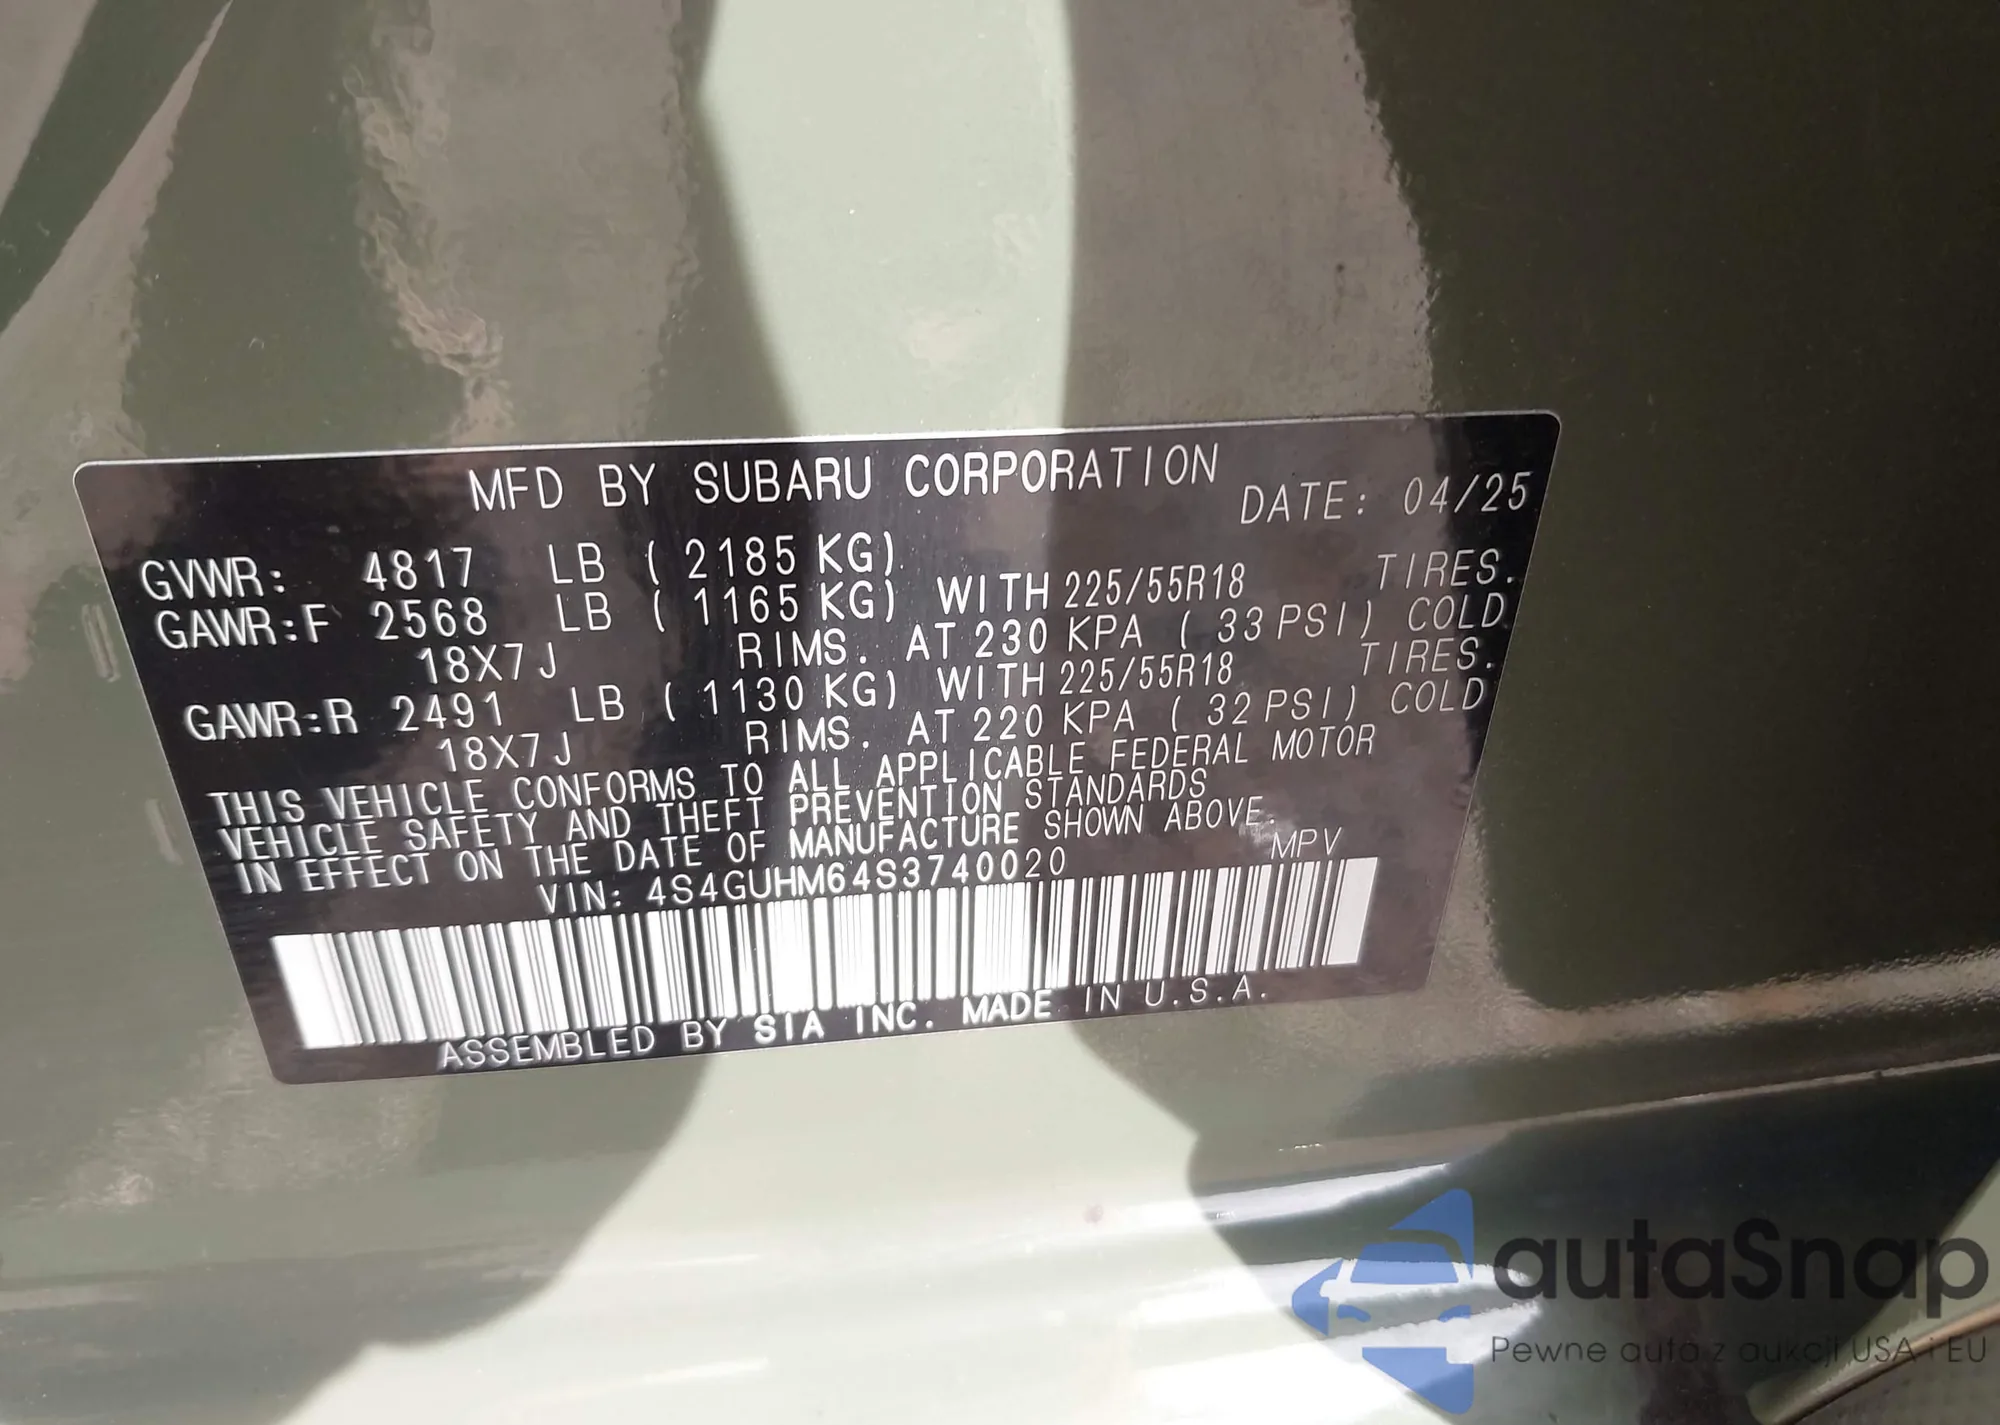 MFD BY SUBARU CORPORATION
DATE: 04/25
GVWR: 4817 LB ( 2185 KG)
GAWR:F 2568 LB ( 1165 KG) WITH 225/55R18 TIRES.
18X7J RIMS. AT 230 KPA ( 33 PSI) COLD
GAWR:R 2491 LB ( 1130 KG) WITH 225/55R18 TIRES.
18X7J RIMS. AT 220 KPA ( 32 PSI) COLD
THIS VEHICLE CONFORMS TO ALL APPLICABLE FEDERAL MOTOR
VEHICLE SAFETY AND THEFT PREVENTION STANDARDS
IN EFFECT ON THE DATE OF MANUFACTURE SHOWN ABOVE.
VIN: 4S4GUHM64S3740020 MPV
ASSEMBLED BY SIA INC. MADE IN U.S.A.
autaSnap
Pewne auta z aukcji USA i EU